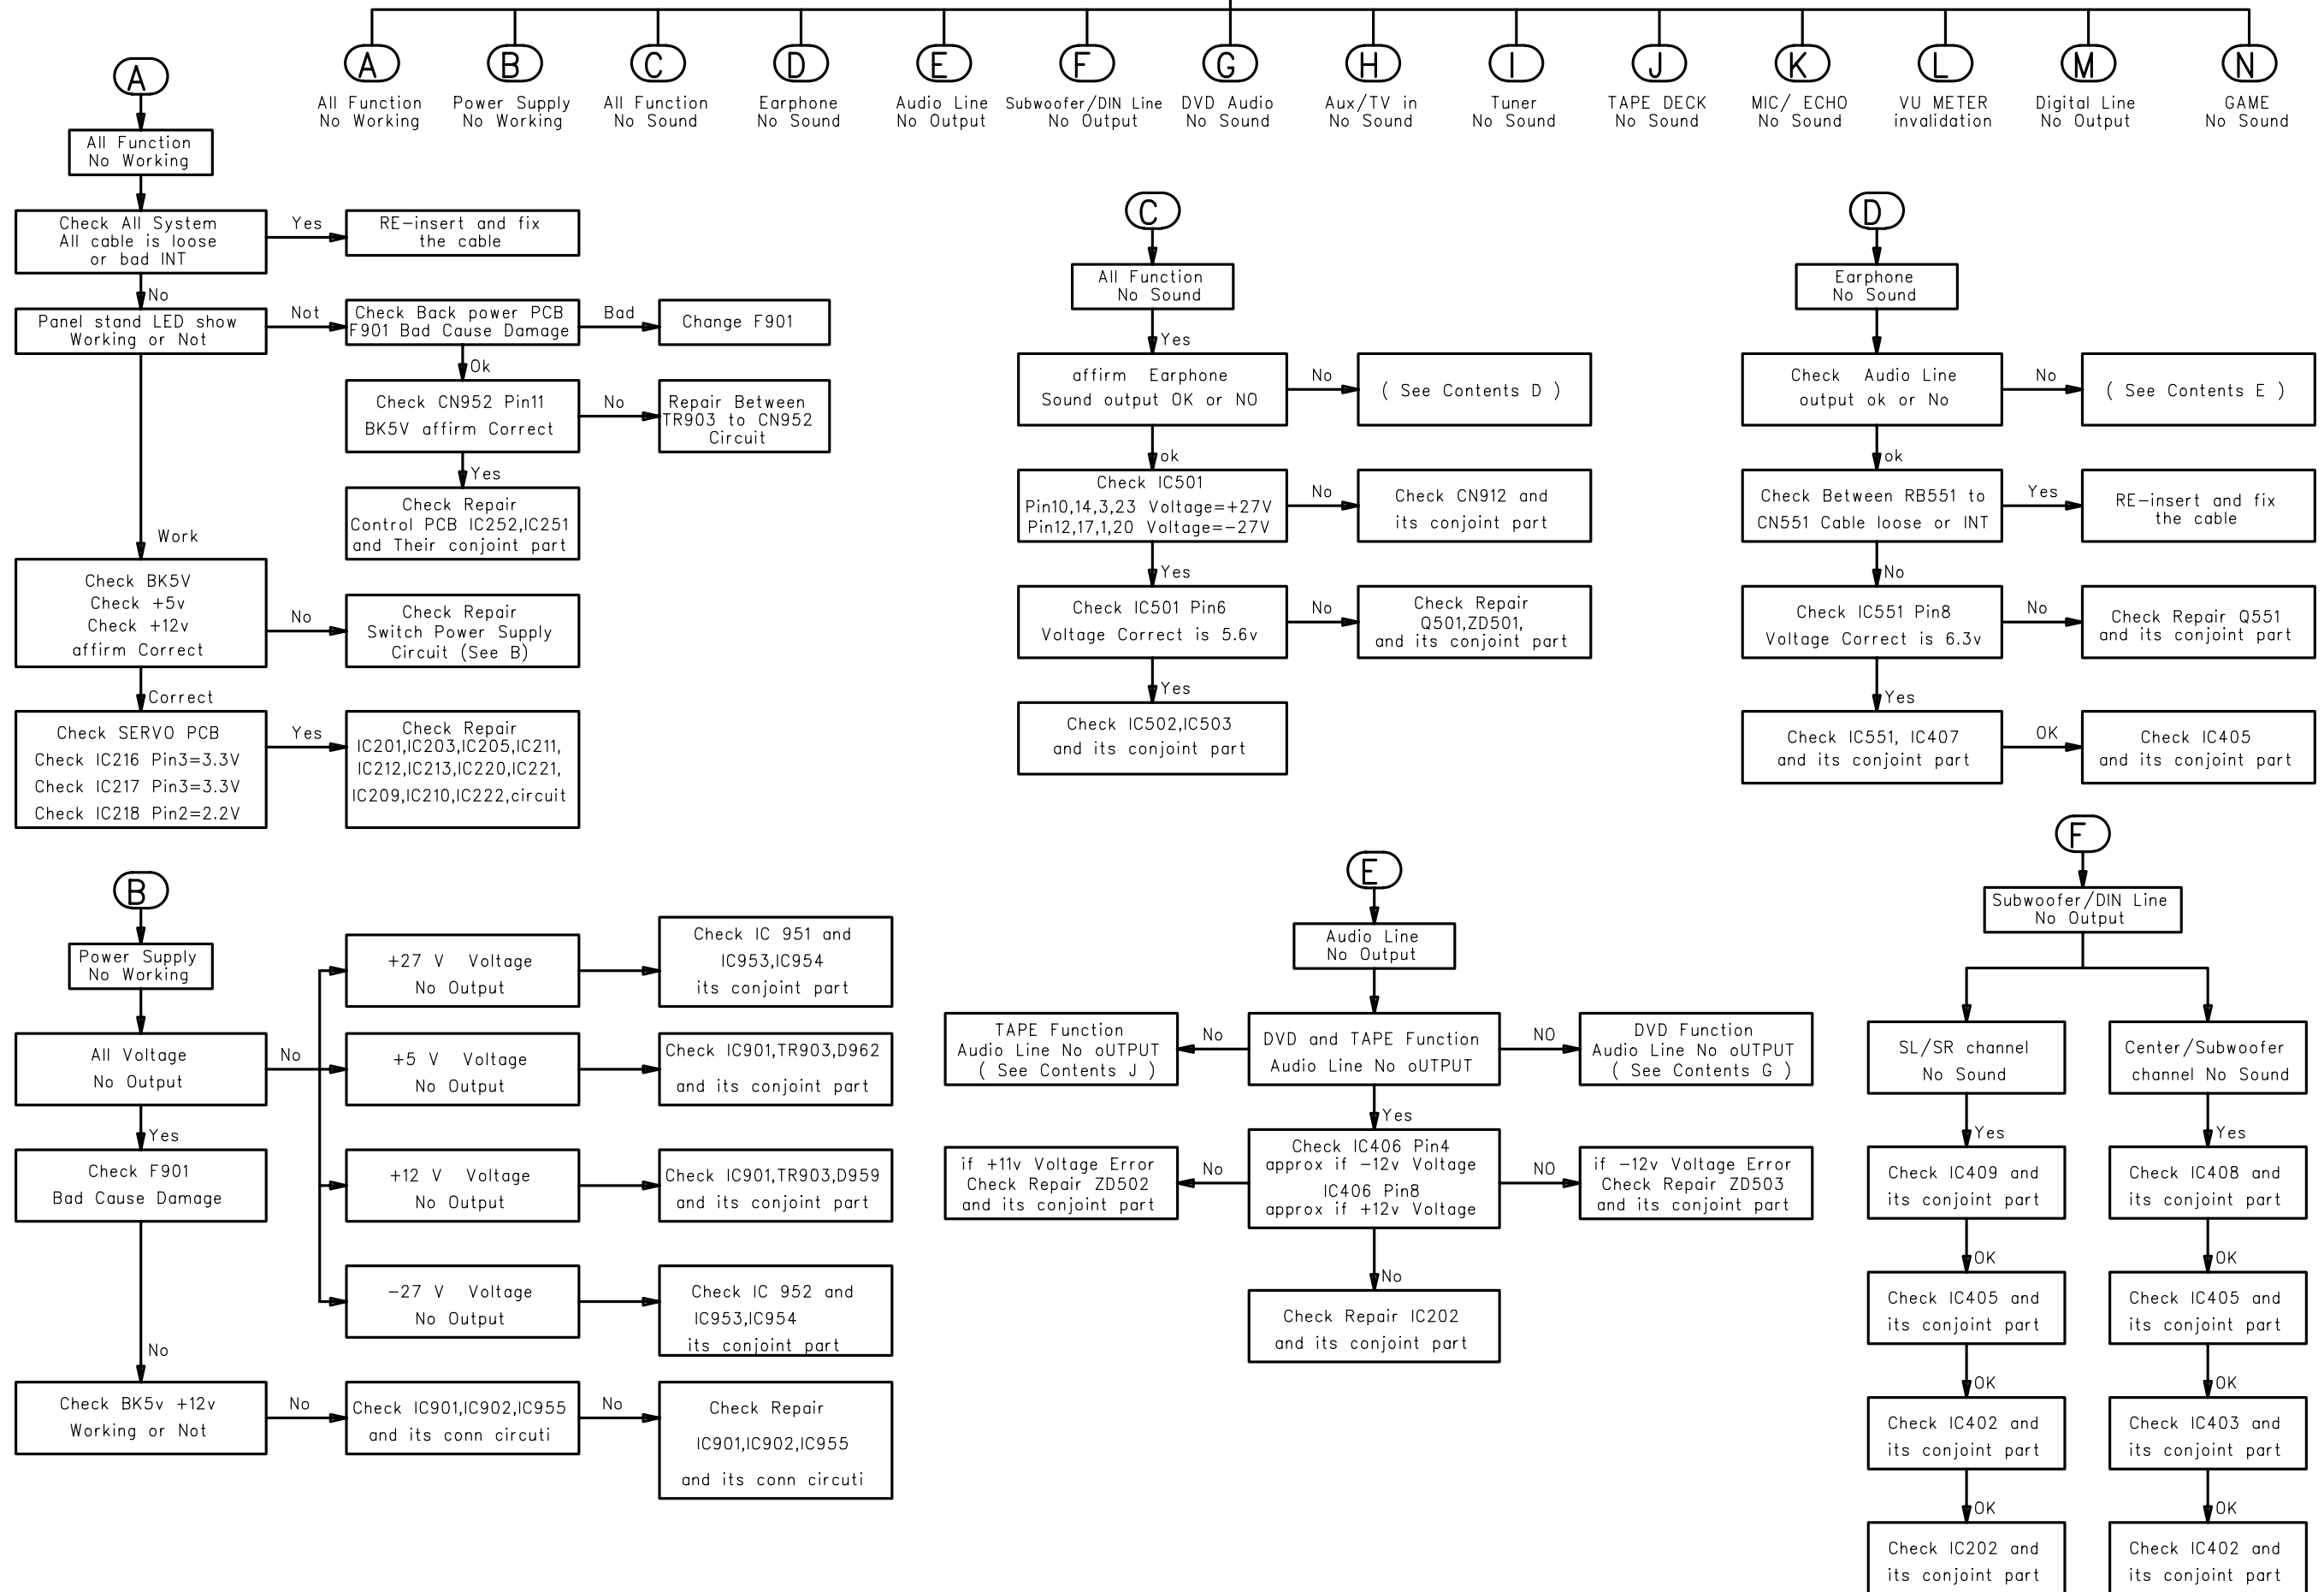 A
B
C
D
E
F
G
H
I
J
K
L
M
N
All Function
No Working
Power Supply
No Working
All Function
No Sound
Earphone
No Sound
Audio Line
No Output
Subwoofer/DIN Line
No Output
DVD Audio
No Sound
Aux/TV in
No Sound
Tuner
No Sound
TAPE DECK
No Sound
MIC/ ECHO
No Sound
VU METER
invalidation
Digital Line
No Output
GAME
No Sound
A
All Function
No Working
Check All System
All cable is loose
or bad INT
Yes
RE-insert and fix
the cable
No
Panel stand LED show
Working or Not
Not
Check Back power PCB
F901 Bad Cause Damage
Bad
Change F901
Ok
Check CN952 Pin11
BK5V affirm Correct
No
Repair Between
TR903 to CN952
Circuit
Yes
Check Repair
Control PCB IC252,IC251
and Their conjoint part
Work
Check BK5V
Check +5v
Check +12v
affirm Correct
No
Check Repair
Switch Power Supply
Circuit (See B)
Correct
Check SERVO PCB
Check IC216 Pin3=3.3V
Check IC217 Pin3=3.3V
Check IC218 Pin2=2.2V
Yes
Check Repair
IC201,IC203,IC205,IC211,
IC212,IC213,IC220,IC221,
IC209,IC210,IC222,circuit
C
All Function
No Sound
Yes
affirm Earphone
Sound output OK or NO
No
( See Contents D )
ok
Check IC501
Pin10,14,3,23 Voltage=+27V
Pin12,17,1,20 Voltage=-27V
No
Check CN912 and
its conjoint part
Yes
Check IC501 Pin6
Voltage Correct is 5.6v
No
Check Repair
Q501,ZD501,
and its conjoint part
Yes
Check IC502,IC503
and its conjoint part
D
Earphone
No Sound
Check Audio Line
output ok or No
No
( See Contents E )
ok
Check Between RB551 to
CN551 Cable loose or INT
Yes
RE-insert and fix
the cable
No
Check IC551 Pin8
Voltage Correct is 6.3v
No
Check Repair Q551
and its conjoint part
Yes
Check IC551, IC407
and its conjoint part
OK
Check IC405
and its conjoint part
B
Power Supply
No Working
All Voltage
No Output
No
+27 V Voltage
No Output
Check IC 951 and
IC953,IC954
its conjoint part
+5 V Voltage
No Output
Check IC901,TR903,D962
and its conjoint part
Yes
Check F901
Bad Cause Damage
+12 V Voltage
No Output
Check IC901,TR903,D959
and its conjoint part
-27 V Voltage
No Output
Check IC 952 and
IC953,IC954
its conjoint part
No
Check BK5v +12v
Working or Not
No
Check IC901,IC902,IC955
and its conn circuti
No
Check Repair
IC901,IC902,IC955
and its conn circuti
E
Audio Line
No Output
TAPE Function
Audio Line No oUTPUT
( See Contents J )
No
DVD and TAPE Function
Audio Line No oUTPUT
NO
DVD Function
Audio Line No oUTPUT
( See Contents G )
Yes
if +11v Voltage Error
Check Repair ZD502
and its conjoint part
No
Check IC406 Pin4
approx if -12v Voltage
IC406 Pin8
approx if +12v Voltage
NO
if -12v Voltage Error
Check Repair ZD503
and its conjoint part
No
Check Repair IC202
and its conjoint part
F
Subwoofer/DIN Line
No Output
SL/SR channel
No Sound
Yes
Check IC409 and
its conjoint part
OK
Check IC405 and
its conjoint part
OK
Check IC402 and
its conjoint part
OK
Check IC202 and
its conjoint part
Center/Subwoofer
channel No Sound
Yes
Check IC408 and
its conjoint part
OK
Check IC405 and
its conjoint part
OK
Check IC403 and
its conjoint part
OK
Check IC402 and
its conjoint part